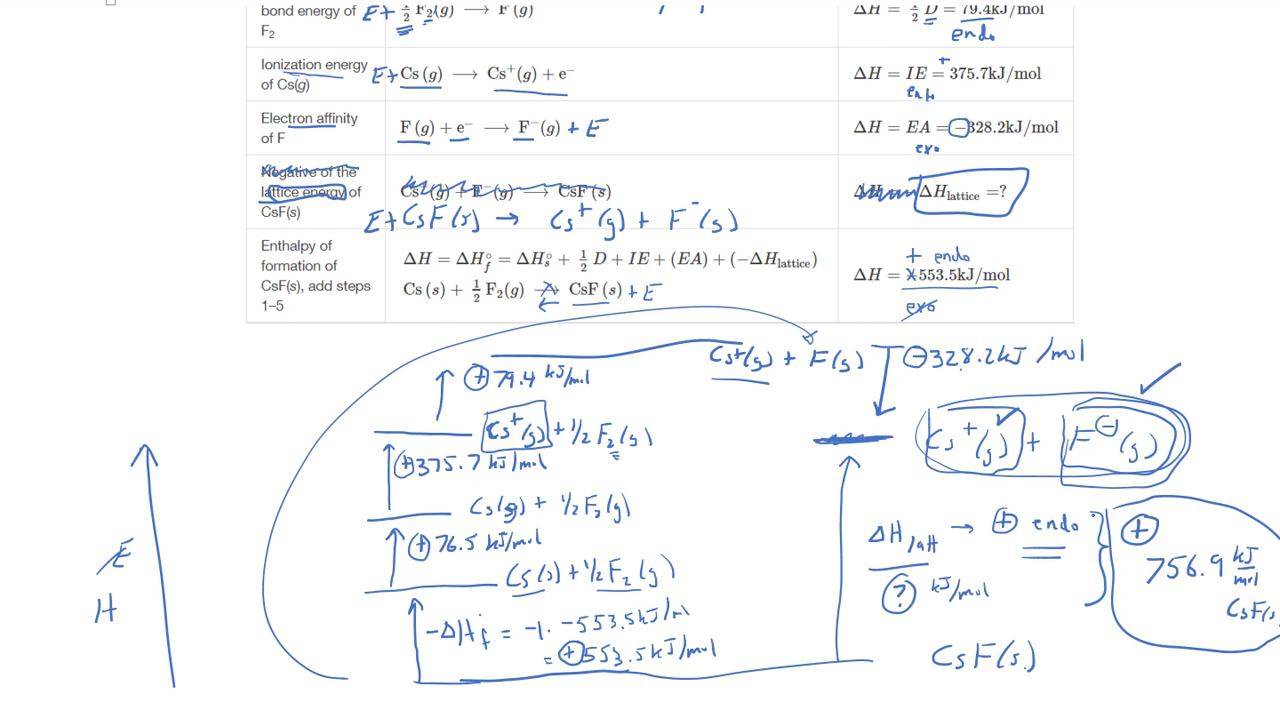 bond energy of
F₂
E + ½ F₂(g) ⟶ F (g)
ΔH = ½ D = 79.4kJ/mol
endo
Ionization energy
of Cs(g)
E + Cs (g) ⟶ Cs⁺(g) + e⁻
ΔH = IE = 375.7kJ/mol
+
Electron affinity
of F
F (g) + e⁻ ⟶ F⁻(g) + E
ΔH = EA = −328.2kJ/mol
exo
Negative of the
lattice energy of
CsF(s)
Cs⁺(g) + F⁻(g) ⟶ CsF (s)
E + CsF(s) → Cs⁺(g) + F⁻(s)
ΔH_lattice =?
Enthalpy of
formation of
CsF(s), add steps
1–5
ΔH = ΔH°f = ΔH°s + ½ D + IE + (EA) + (−ΔH_lattice)
Cs (s) + ½ F₂(g) CsF (s) + E
←
+ endo
ΔH = 553.5kJ/mol
exo
Cs+(g) + F(g)
−328.2kJ /mol
+79.4 kJ/mol
Cs⁺(g) + 1/2 F₂(g)
Cs⁺(g) + F⊖(g)
+375.7 kJ/mol
Cs(g) + 1/2 F₂(g)
ΔH latt → + endo
? kJ/mol
+
756.9 kJ/mol
CsF(s
+76.5 kJ/mol
Cs(s) + 1/2 F₂(g)
E
H
−ΔHf = −1. −553.5kJ/m
= +553.5kJ/mol
CsF(s)